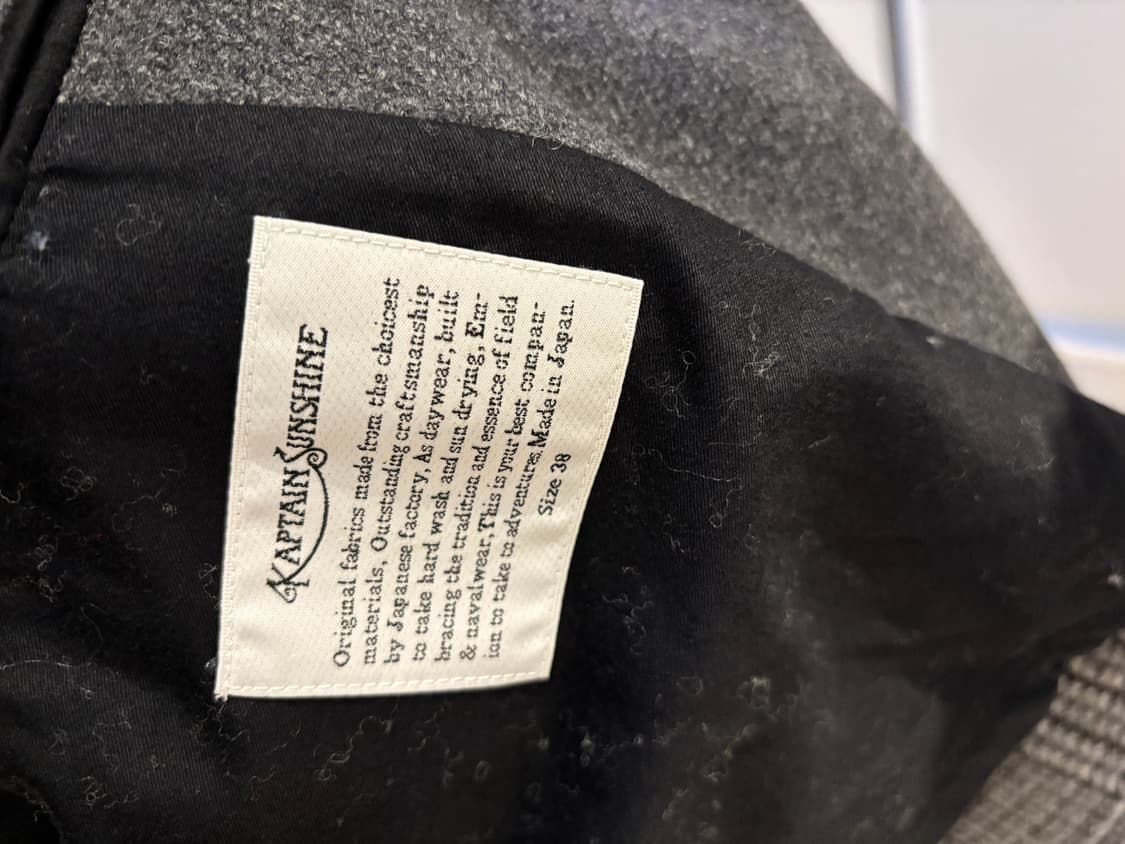 KAPTAIN SUNSHINE
Original fabrics made from the choicest
materials, Outstanding craftsmanship
by Japanese factory, As daywear, built
to take hard wash and sun drying, Em-
bracing the tradition and essence of field
& naval wear, This is your best compan-
ion to take to adventures, Made in Japan.
Size 38